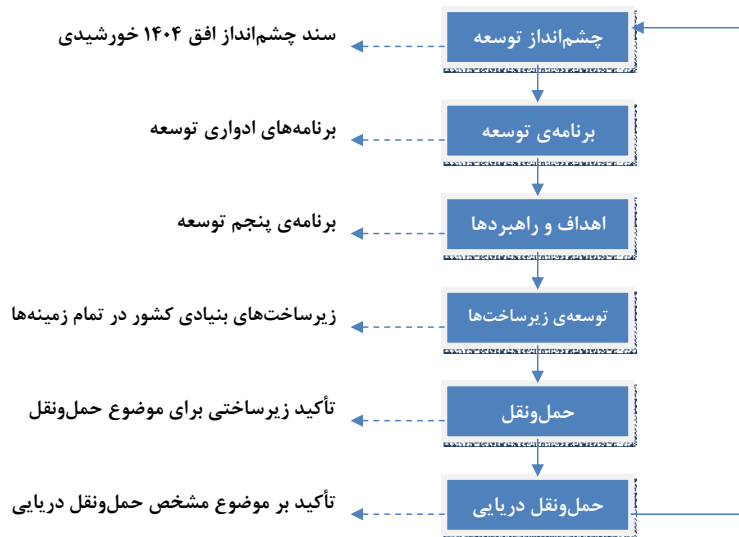 چشم‌انداز توسعه
سند چشم‌انداز افق ۱۴۰۴ خورشیدی
برنامه‌ی توسعه
برنامه‌های ادواری توسعه
اهداف و راهبردها
برنامه‌ی پنجم توسعه
توسعه‌ی زیرساخت‌ها
زیرساخت‌های بنیادی کشور در تمام زمینه‌ها
حمل‌ونقل
تأکید زیرساختی برای موضوع حمل‌ونقل
حمل‌ونقل دریایی
تأکید بر موضوع مشخص حمل‌ونقل دریایی